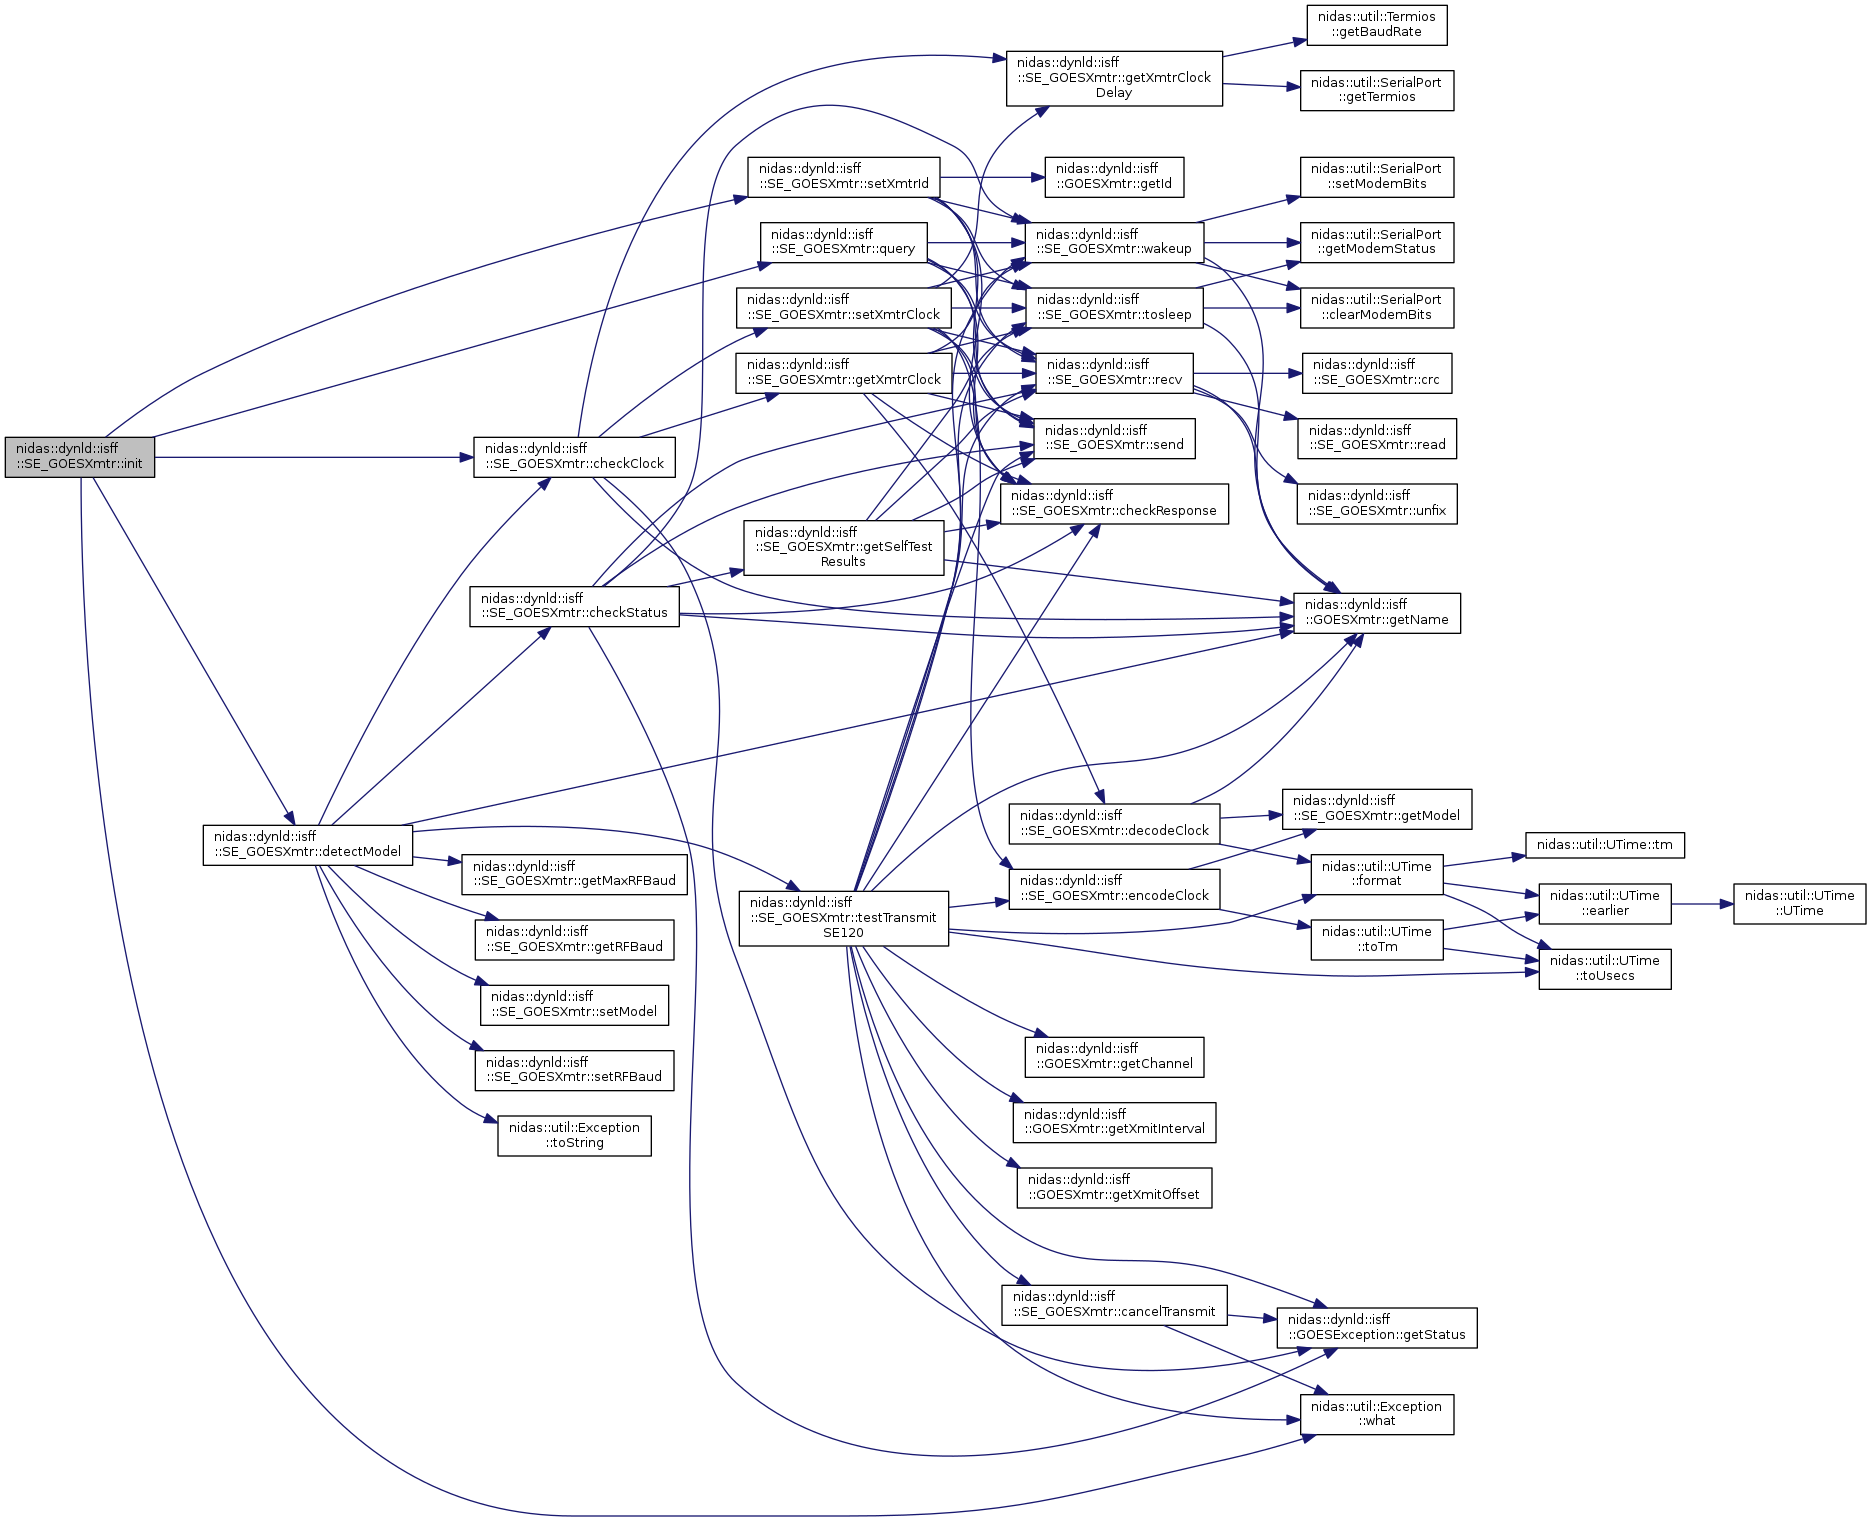 nidas::dynld::isff
::SE_GOESXmtr::init
nidas::dynld::isff
::SE_GOESXmtr::detectModel
nidas::dynld::isff
::SE_GOESXmtr::checkClock
nidas::dynld::isff
::SE_GOESXmtr::checkStatus
nidas::dynld::isff
::SE_GOESXmtr::getMaxRFBaud
nidas::dynld::isff
::SE_GOESXmtr::getRFBaud
nidas::dynld::isff
::SE_GOESXmtr::setModel
nidas::dynld::isff
::SE_GOESXmtr::setRFBaud
nidas::util::Exception
::toString
nidas::dynld::isff
::SE_GOESXmtr::setXmtrId
nidas::dynld::isff
::SE_GOESXmtr::query
nidas::dynld::isff
::SE_GOESXmtr::setXmtrClock
nidas::dynld::isff
::SE_GOESXmtr::getXmtrClock
nidas::dynld::isff
::SE_GOESXmtr::getSelfTest
Results
nidas::dynld::isff
::SE_GOESXmtr::testTransmit
SE120
nidas::dynld::isff
::SE_GOESXmtr::getXmtrClock
Delay
nidas::dynld::isff
::GOESXmtr::getId
nidas::dynld::isff
::SE_GOESXmtr::wakeup
nidas::dynld::isff
::SE_GOESXmtr::tosleep
nidas::dynld::isff
::SE_GOESXmtr::recv
nidas::dynld::isff
::SE_GOESXmtr::send
nidas::dynld::isff
::SE_GOESXmtr::checkResponse
nidas::dynld::isff
::SE_GOESXmtr::decodeClock
nidas::dynld::isff
::SE_GOESXmtr::encodeClock
nidas::dynld::isff
::GOESXmtr::getChannel
nidas::dynld::isff
::GOESXmtr::getXmitInterval
nidas::dynld::isff
::GOESXmtr::getXmitOffset
nidas::dynld::isff
::SE_GOESXmtr::cancelTransmit
nidas::util::Termios
::getBaudRate
nidas::util::SerialPort
::getTermios
nidas::util::SerialPort
::setModemBits
nidas::util::SerialPort
::getModemStatus
nidas::util::SerialPort
::clearModemBits
nidas::dynld::isff
::SE_GOESXmtr::crc
nidas::dynld::isff
::SE_GOESXmtr::read
nidas::dynld::isff
::SE_GOESXmtr::unfix
nidas::dynld::isff
::GOESXmtr::getName
nidas::dynld::isff
::SE_GOESXmtr::getModel
nidas::util::UTime
::format
nidas::util::UTime
::toTm
nidas::dynld::isff
::GOESException::getStatus
nidas::util::Exception
::what
nidas::util::UTime::tm
nidas::util::UTime
::earlier
nidas::util::UTime
::toUsecs
nidas::util::UTime
::UTime